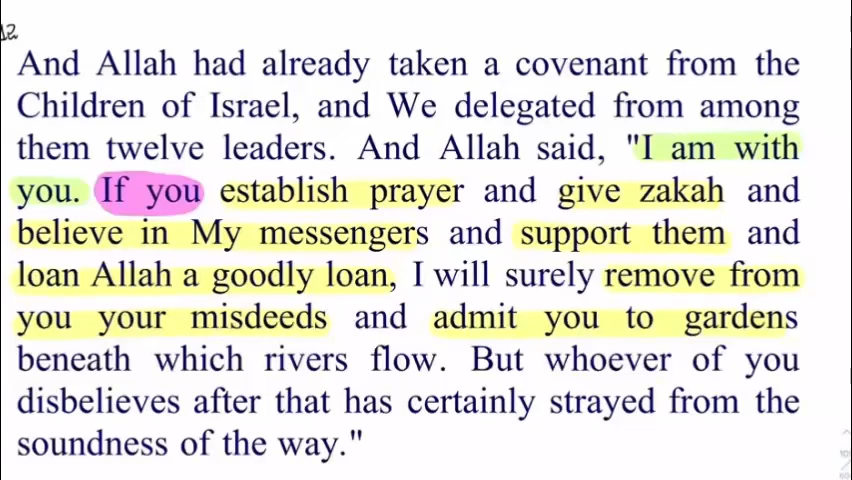 12
And Allah had already taken a covenant from the
Children of Israel, and We delegated from among
them twelve leaders. And Allah said, "I am with
you. If you establish prayer and give zakah and
believe in My messengers and support them and
loan Allah a goodly loan, I will surely remove from
you your misdeeds and admit you to gardens
beneath which rivers flow. But whoever of you
disbelieves after that has certainly strayed from the
soundness of the way."